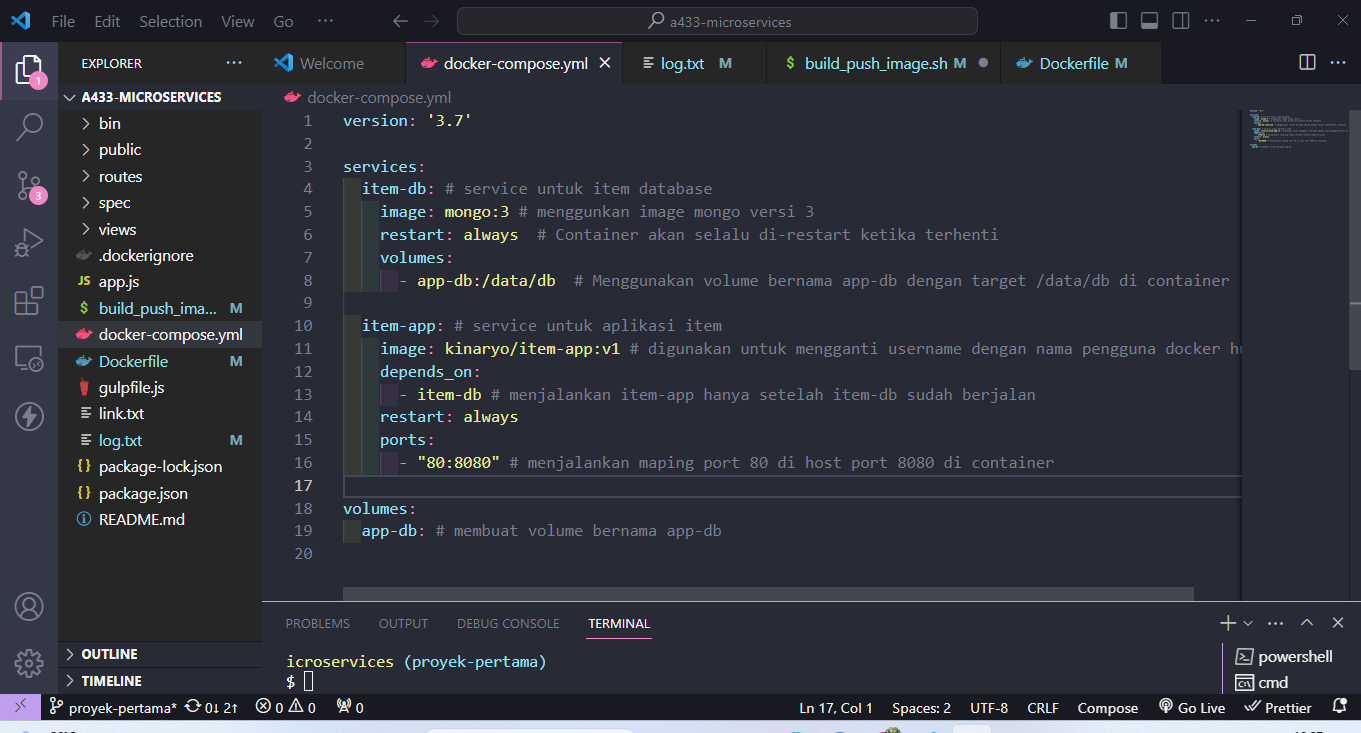 File Edit Selection View Go ··· a433-microservices
EXPLORER ···
Welcome
docker-compose.yml
log.txt M
build_push_image.sh M
Dockerfile M
A433-MICROSERVICES
bin
public
routes
spec
views
.dockerignore
JS app.js
$ build_push_ima... M
docker-compose.yml
Dockerfile M
gulpfile.js
link.txt
log.txt M
{} package-lock.json
{} package.json
README.md
OUTLINE
TIMELINE
1
3
docker-compose.yml
1 version: '3.7'
2
3 services:
4 item-db: # service untuk item database
5 image: mongo:3 # menggunkan image mongo versi 3
6 restart: always # Container akan selalu di-restart ketika terhenti
7 volumes:
8 - app-db:/data/db # Menggunakan volume bernama app-db dengan target /data/db di container
9
10 item-app: # service untuk aplikasi item
11 image: kinaryo/item-app:v1 # digunakan untuk mengganti username dengan nama pengguna docker
12 depends_on:
13 - item-db # menjalankan item-app hanya setelah item-db sudah berjalan
14 restart: always
15 ports:
16 - "80:8080" # menjalankan maping port 80 di host port 8080 di container
17
18 volumes:
19 app-db: # membuat volume bernama app-db
20
PROBLEMS OUTPUT DEBUG CONSOLE TERMINAL
icroservices (proyek-pertama)
$
powershell
cmd
proyek-pertama* 0↓ 2↑ 0 0 0 Ln 17, Col 1 Spaces: 2 UTF-8 CRLF Compose Go Live Prettier